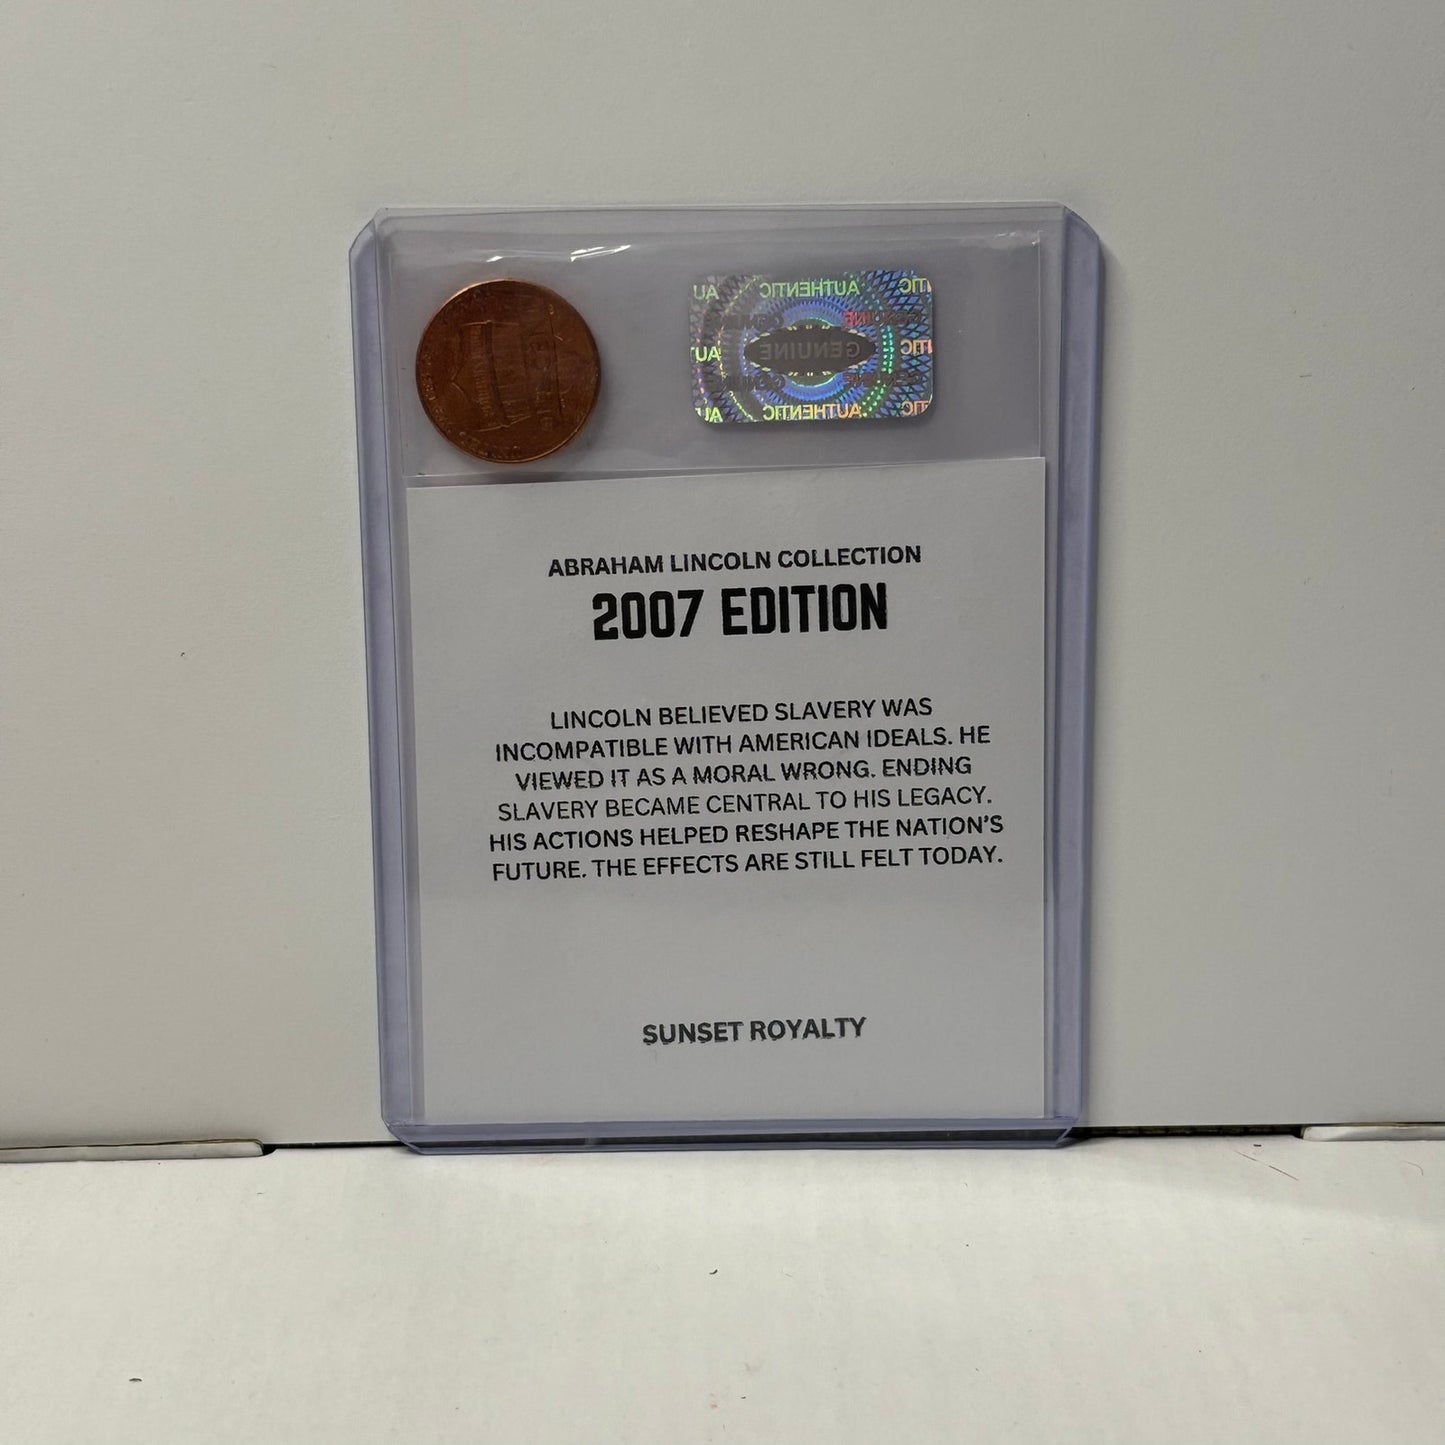 AUTHENTIC
GENUINE
AUTHENTIC
ABRAHAM LINCOLN COLLECTION
2007 EDITION
LINCOLN BELIEVED SLAVERY WAS
INCOMPATIBLE WITH AMERICAN IDEALS. HE
VIEWED IT AS A MORAL WRONG. ENDING
SLAVERY BECAME CENTRAL TO HIS LEGACY.
HIS ACTIONS HELPED RESHAPE THE NATION'S
FUTURE. THE EFFECTS ARE STILL FELT TODAY.
SUNSET ROYALTY